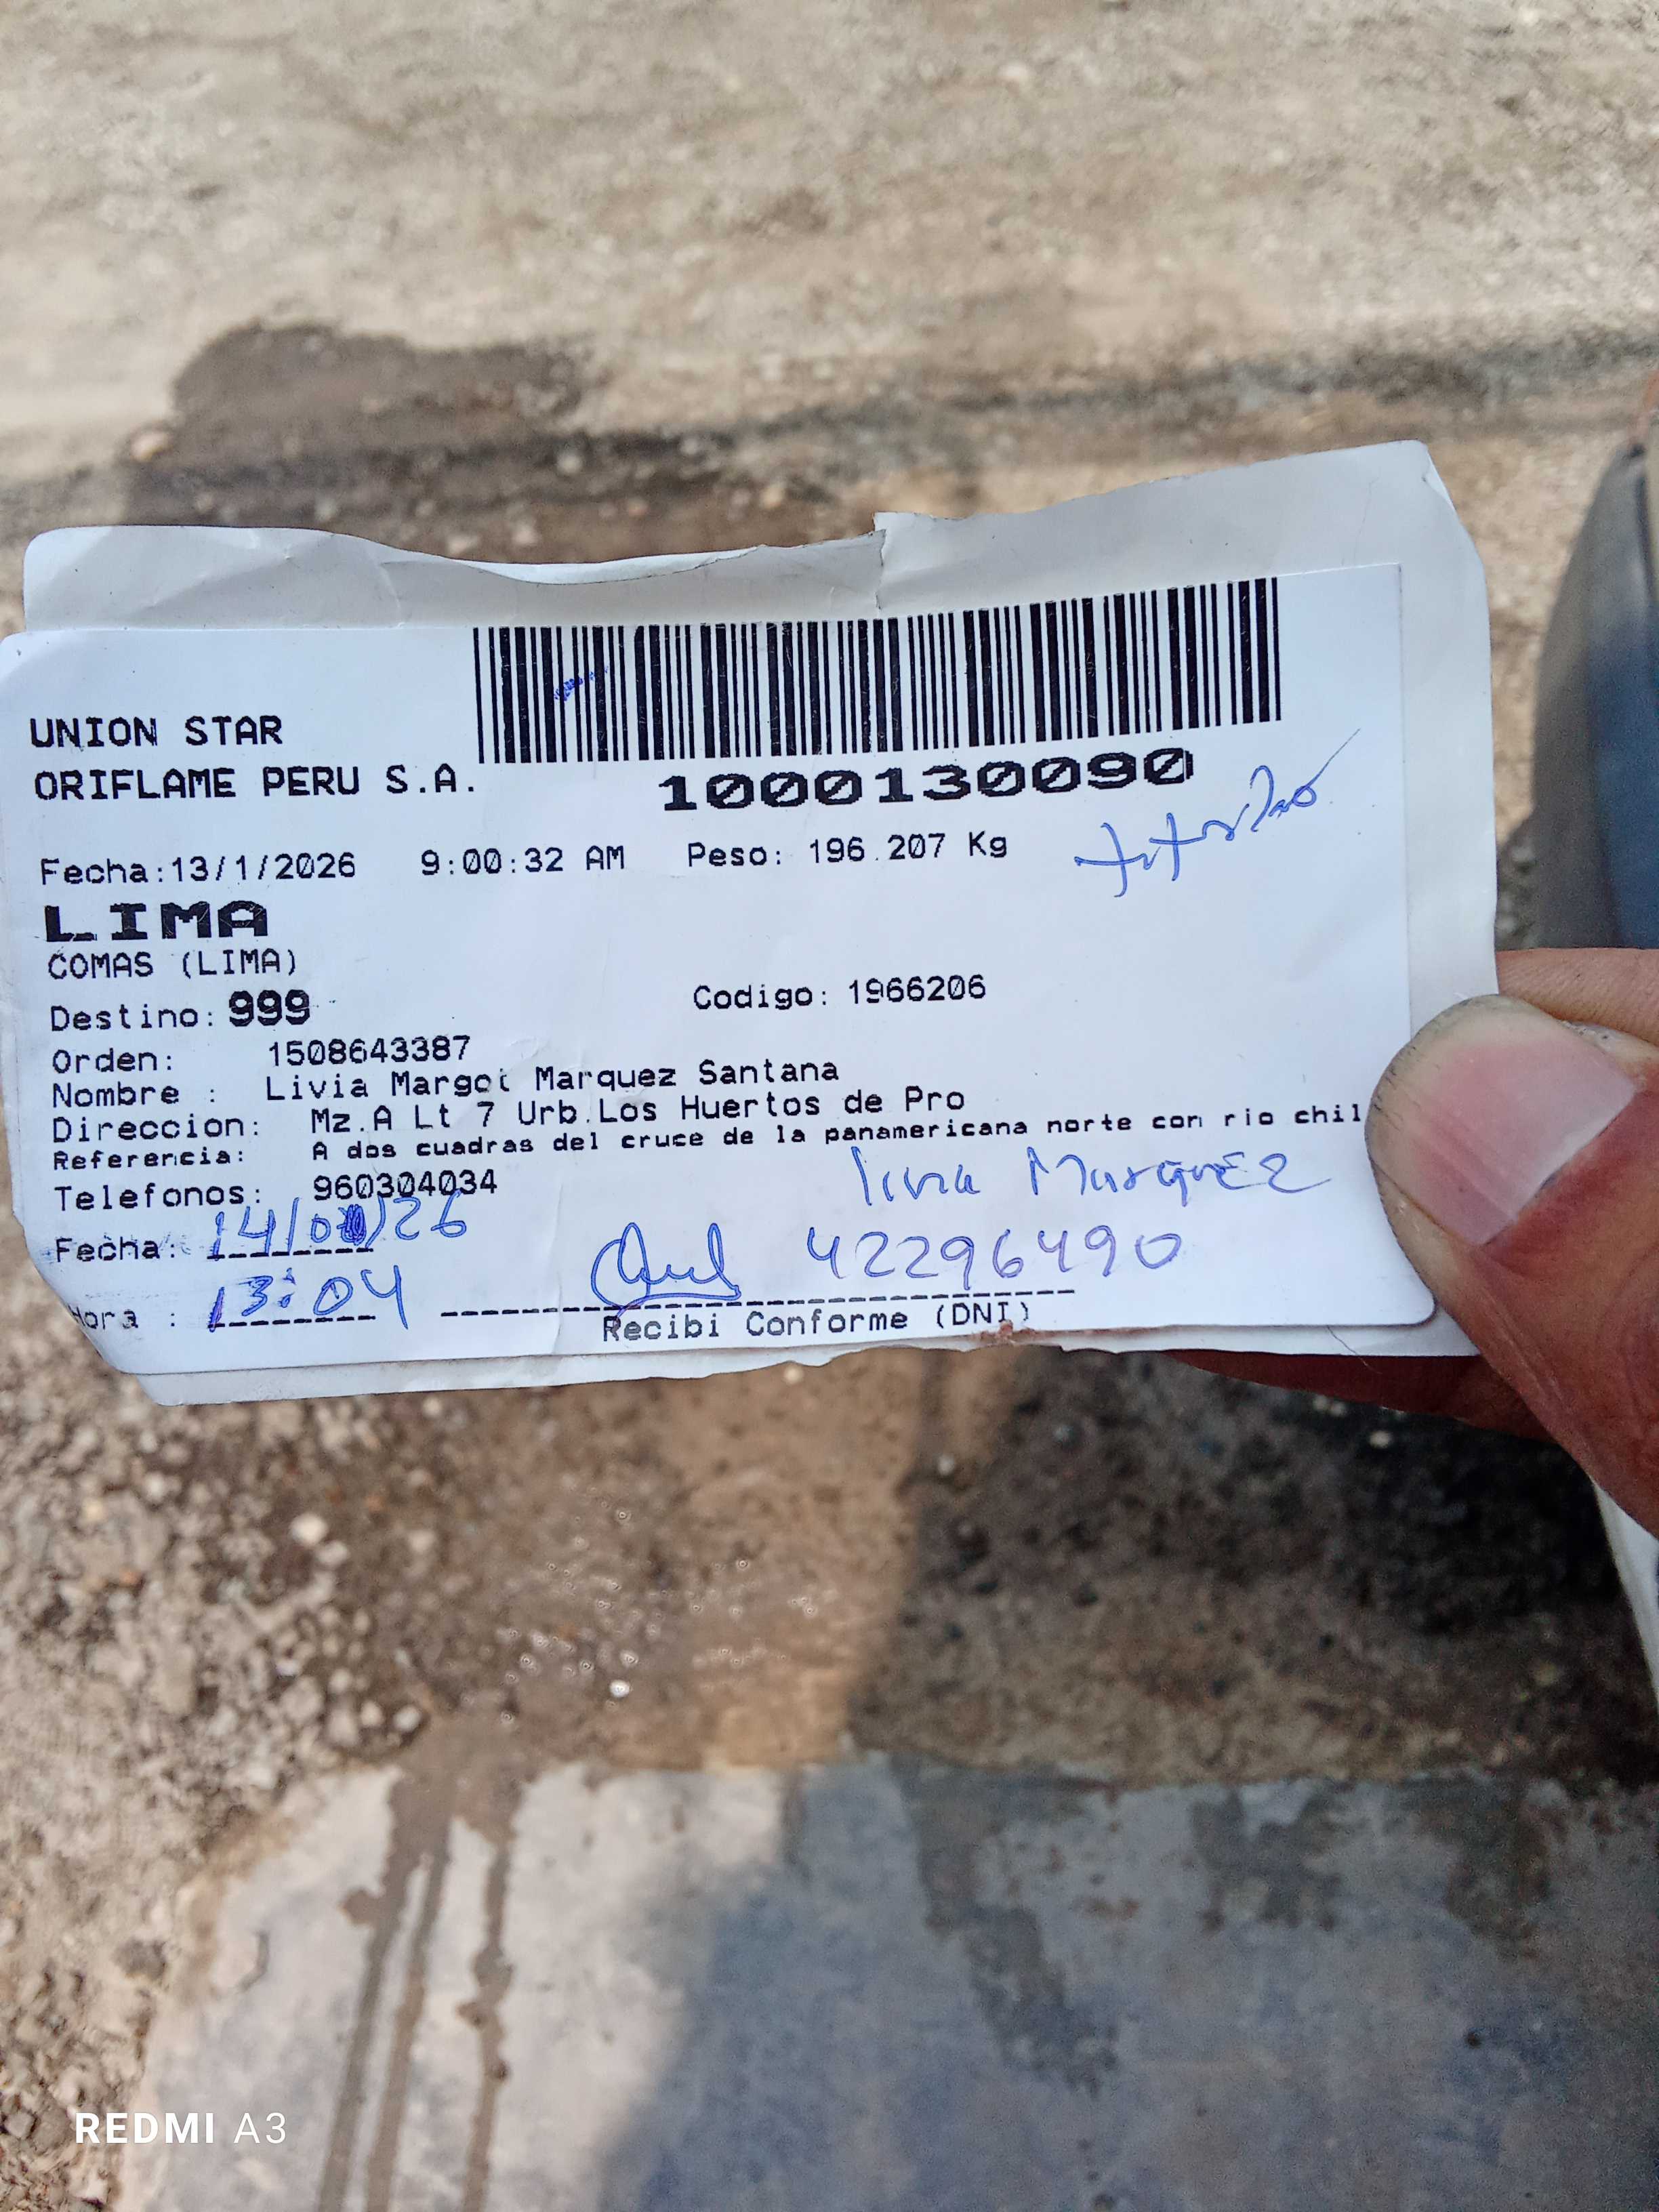 UNION STAR
ORIFLAME PERU S.A.
1000130090
Fecha:13/1/2026 9:00:32 AM Peso: 196.207 Kg
LIMA
COMAS (LIMA)
Destino: 999 Codigo: 1966206
Orden: 1508643387
Nombre : Livia Margot Marquez Santana
Direccion: Mz.A Lt 7 Urb.Los Huertos de Pro
Referencia: A dos cuadras del cruce de la panamericana norte con rio chil
Telefonos: 960304034
livia Marquez
Fecha: 14/01/26
42296490
Hora : 13:04
Recibi Conforme (DNI)
REDMI A3